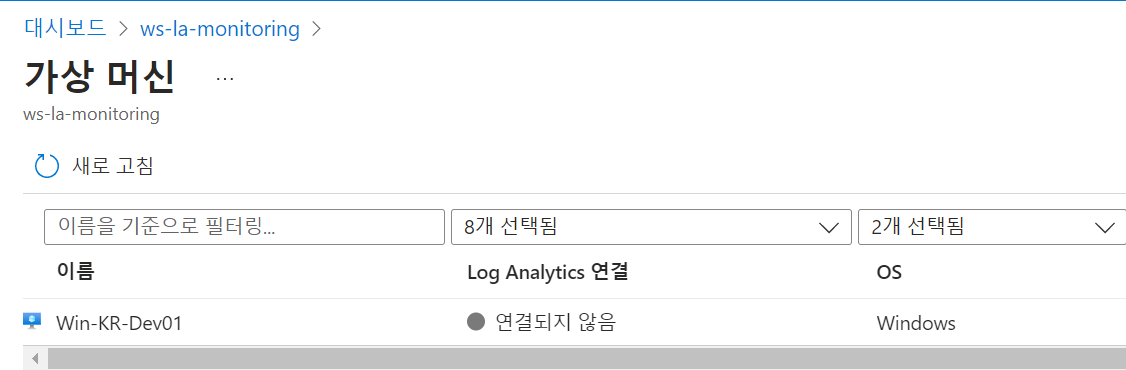 대시보드 > ws-la-monitoring >
가상 머신 ...
ws-la-monitoring
새로 고침
이름을 기준으로 필터링... 8개 선택됨 2개 선택됨
이름 Log Analytics 연결 OS
Win-KR-Dev01 연결되지 않음 Windows